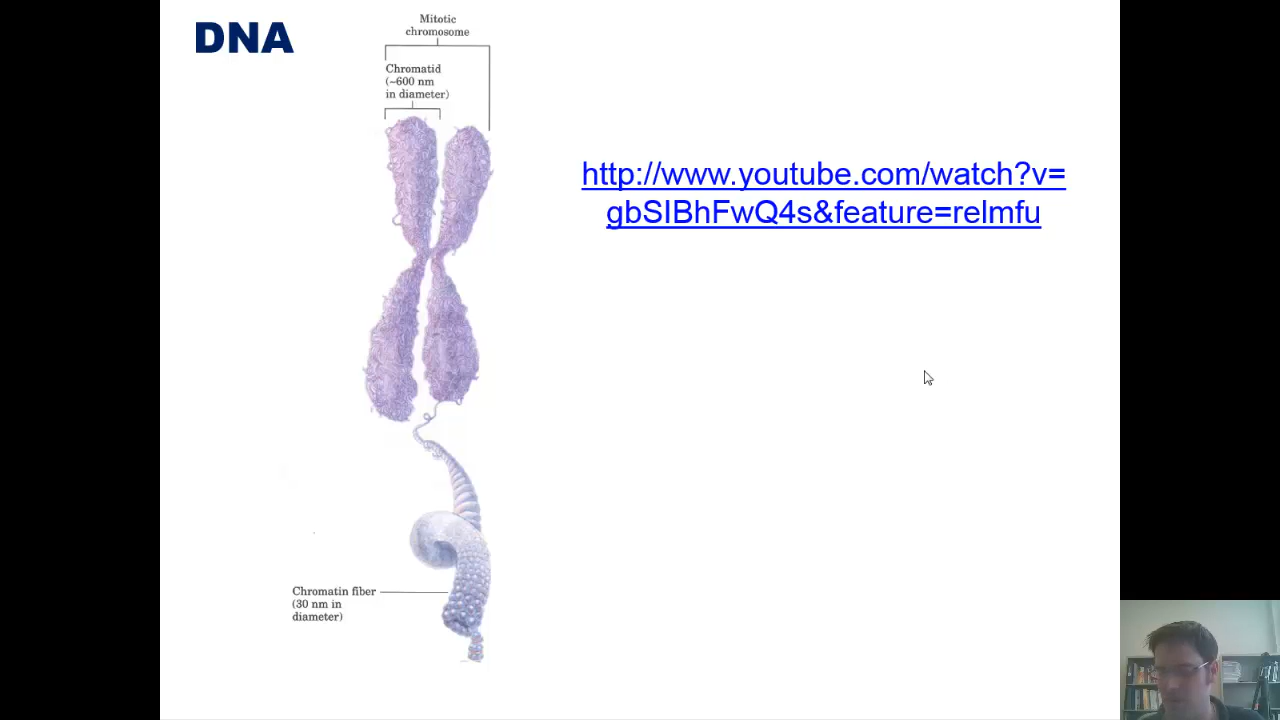 DNA
Mitotic
chromosome
Chromatid
(~600 nm
in diameter)
http://www.youtube.com/watch?v=
gbSIBhFwQ4s&feature=relmfu
Chromatin fiber
(30 nm in
diameter)